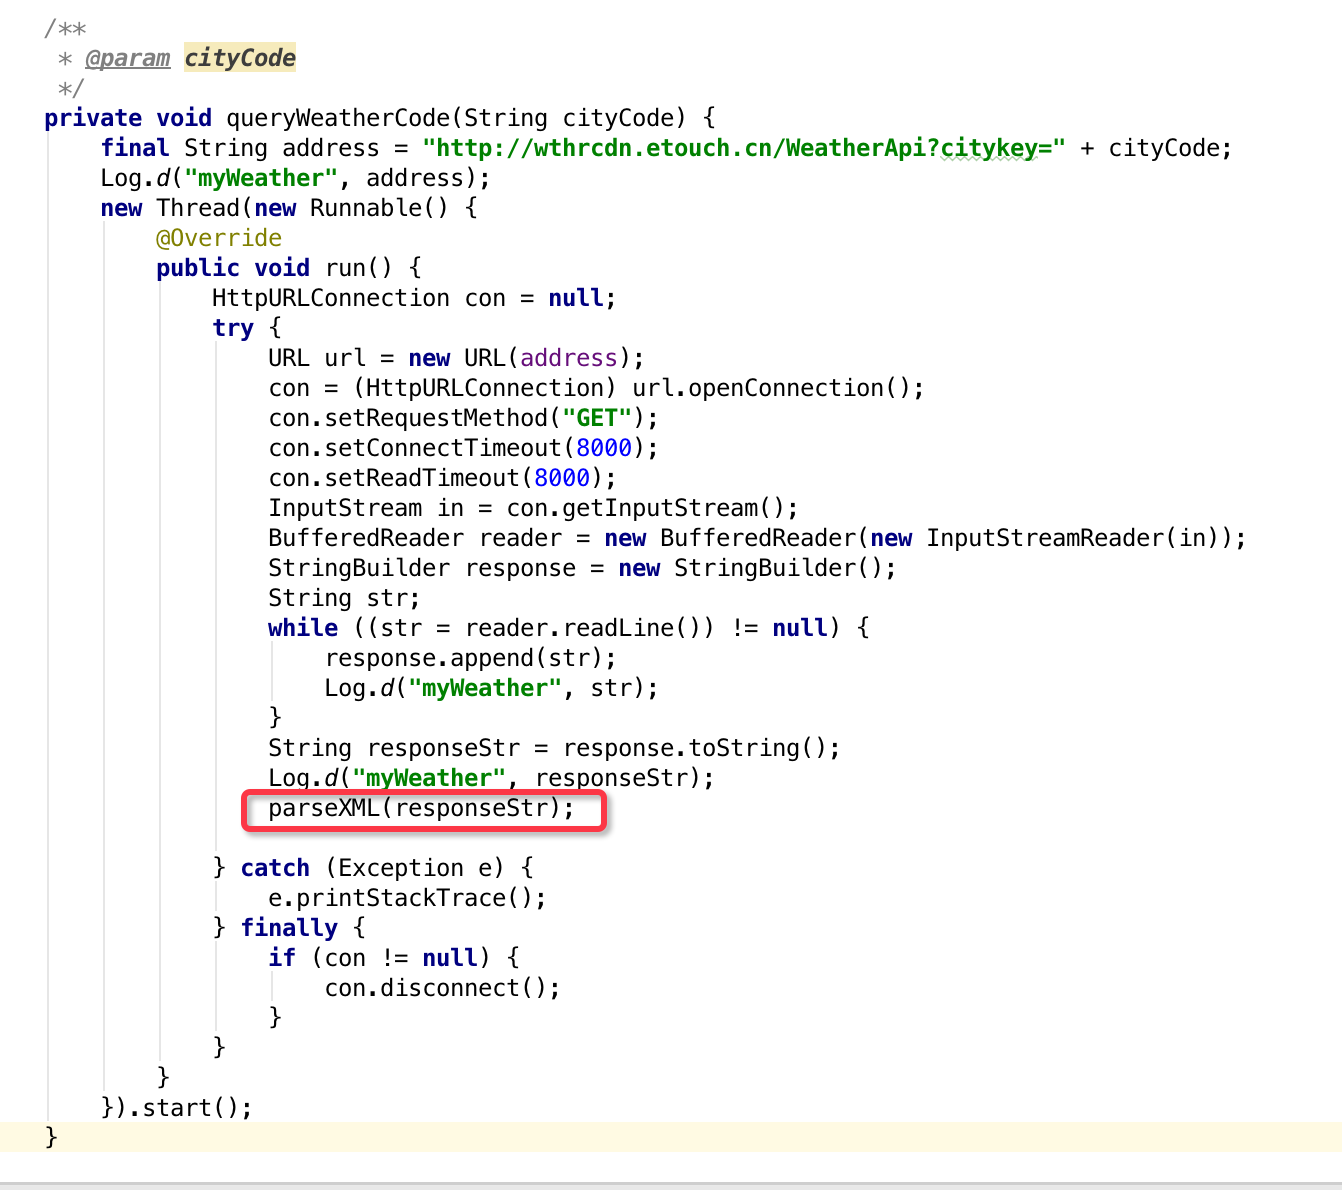 /**
 * @param cityCode
 */
private void queryWeatherCode(String cityCode) {
    final String address = "http://wthrcdn.etouch.cn/WeatherApi?citykey=" + cityCode;
    Log.d("myWeather", address);
    new Thread(new Runnable() {
        @Override
        public void run() {
            HttpURLConnection con = null;
            try {
                URL url = new URL(address);
                con = (HttpURLConnection) url.openConnection();
                con.setRequestMethod("GET");
                con.setConnectTimeout(8000);
                con.setReadTimeout(8000);
                InputStream in = con.getInputStream();
                BufferedReader reader = new BufferedReader(new InputStreamReader(in));
                StringBuilder response = new StringBuilder();
                String str;
                while ((str = reader.readLine()) != null) {
                    response.append(str);
                    Log.d("myWeather", str);
                }
                String responseStr = response.toString();
                Log.d("myWeather", responseStr);
                parseXML(responseStr);

            } catch (Exception e) {
                e.printStackTrace();
            } finally {
                if (con != null) {
                    con.disconnect();
                }
            }
        }
    }).start();
}